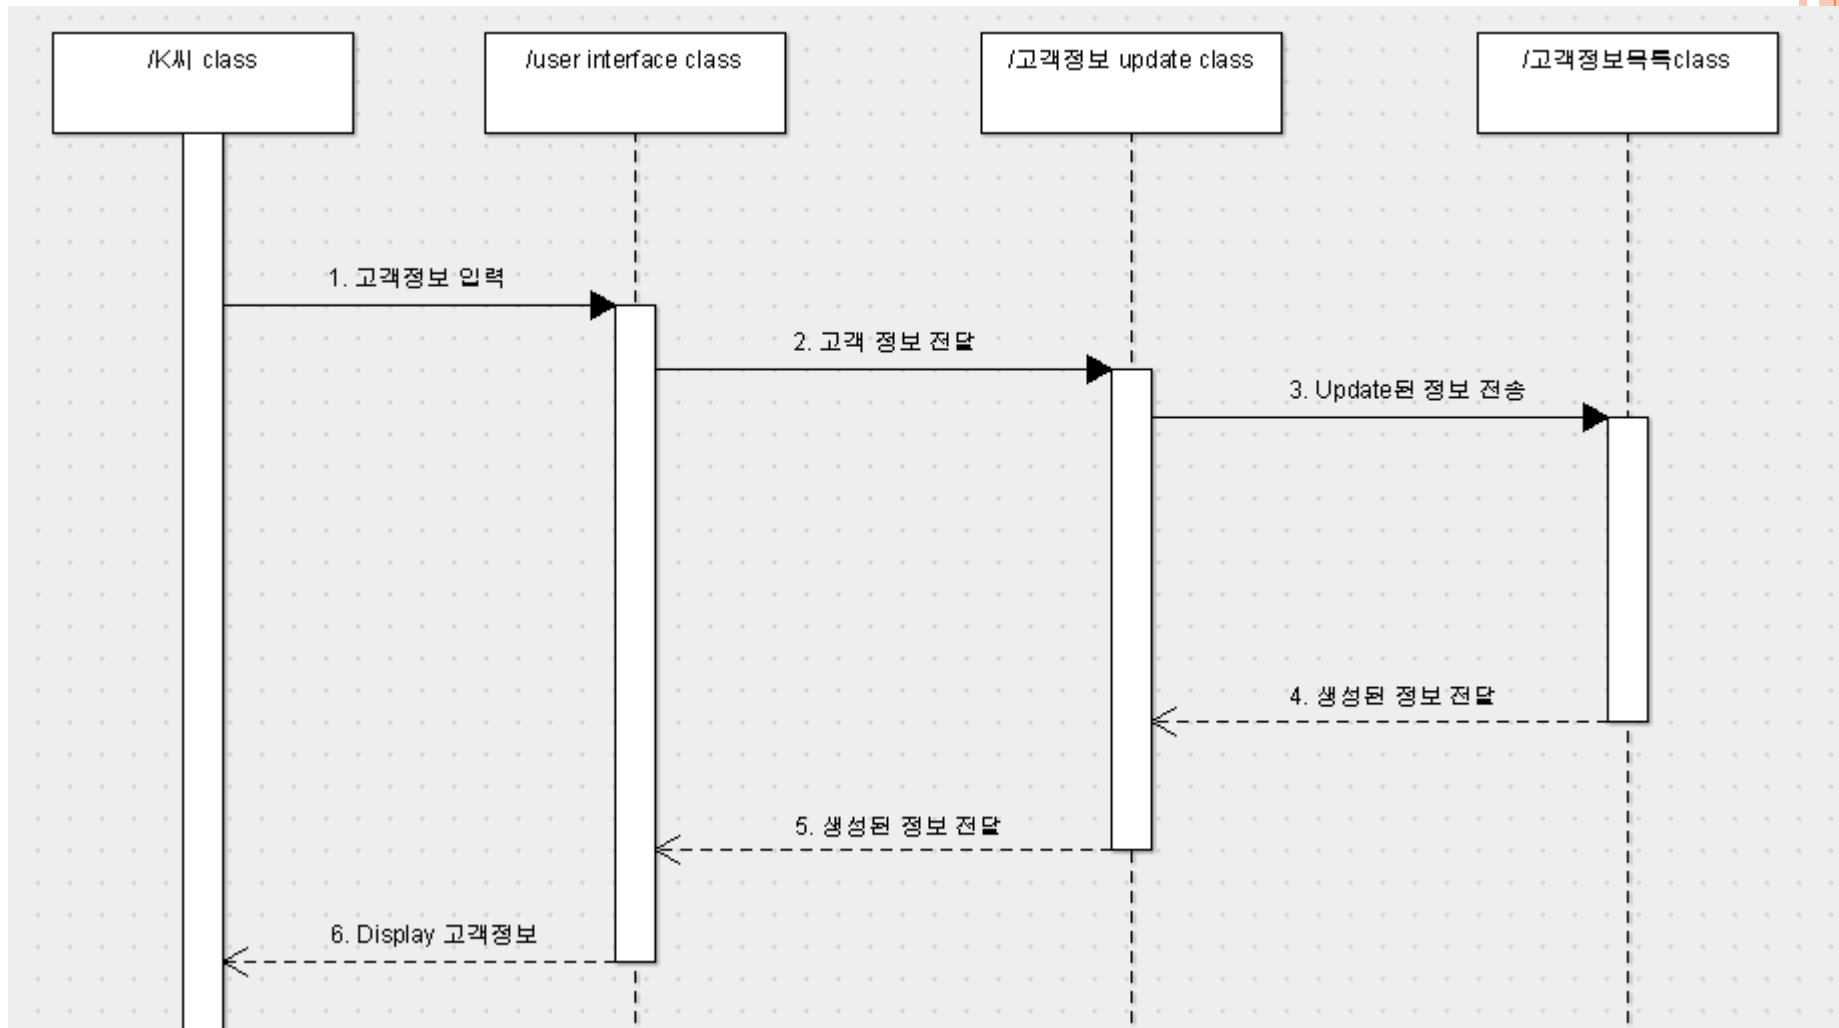 /K씨 class
/user interface class
/고객정보 update class
/고객정보목록class
1. 고객정보 입력
2. 고객 정보 전달
3. Update된 정보 전송
4. 생성된 정보 전달
5. 생성된 정보 전달
6. Display 고객정보